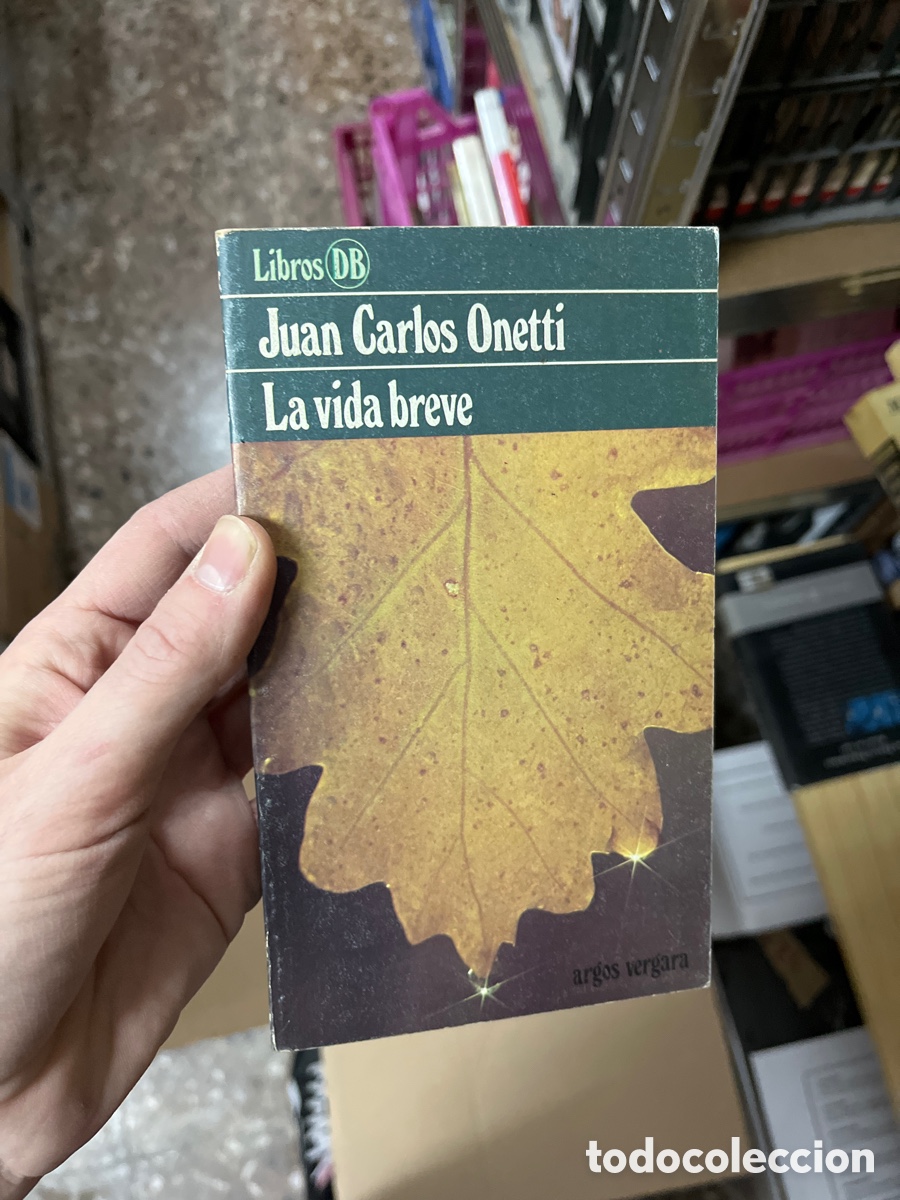 Libros DB
Juan Carlos Onetti
La vida breve
argos vergara
todocoleccion